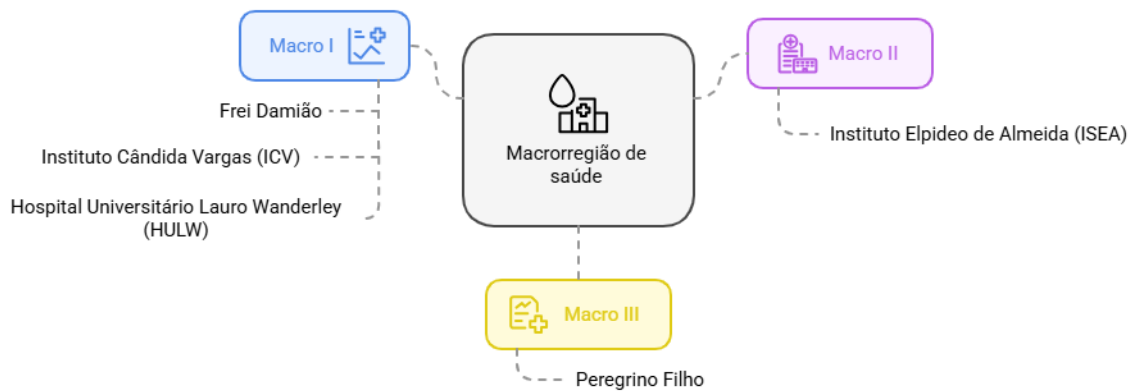 Macro I
Frei Damião
Instituto Cândida Vargas (ICV)
Hospital Universitário Lauro Wanderley
(HULW)
Macrorregião de
saúde
Macro II
Instituto Elpideo de Almeida (ISEA)
Macro III
Peregrino Filho